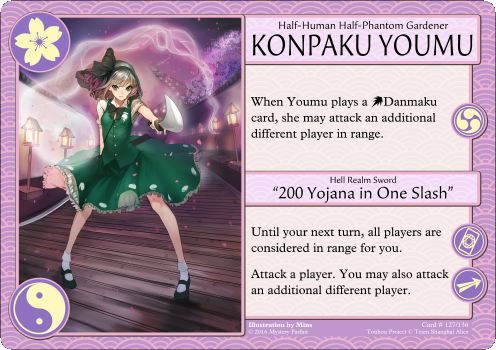 Half-Human Half-Phantom Gardener
KONPAKU YOUMU
When Youmu plays a Danmaku
card, she may attack an additional
different player in range.
Hell Realm Sword
“200 Yojana in One Slash”
Until your next turn, all players are
considered in range for you.
Attack a player. You may also attack
an additional different player.
Illustration by Minu
© 2016 Mystery Parfait
Card # 127/136
Touhou Project © Team Shanghai Alice